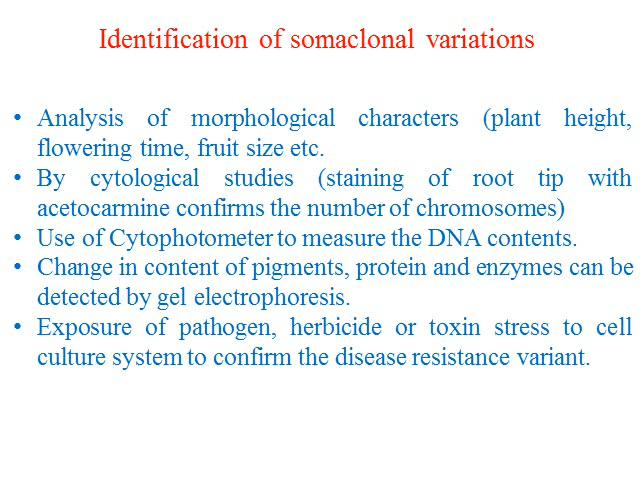 Identification of somaclonal variations
• Analysis of morphological characters (plant height,
flowering time, fruit size etc.
• By cytological studies (staining of root tip with
acetocarmine confirms the number of chromosomes)
• Use of Cytophotometer to measure the DNA contents.
• Change in content of pigments, protein and enzymes can be
detected by gel electrophoresis.
• Exposure of pathogen, herbicide or toxin stress to cell
culture system to confirm the disease resistance variant.